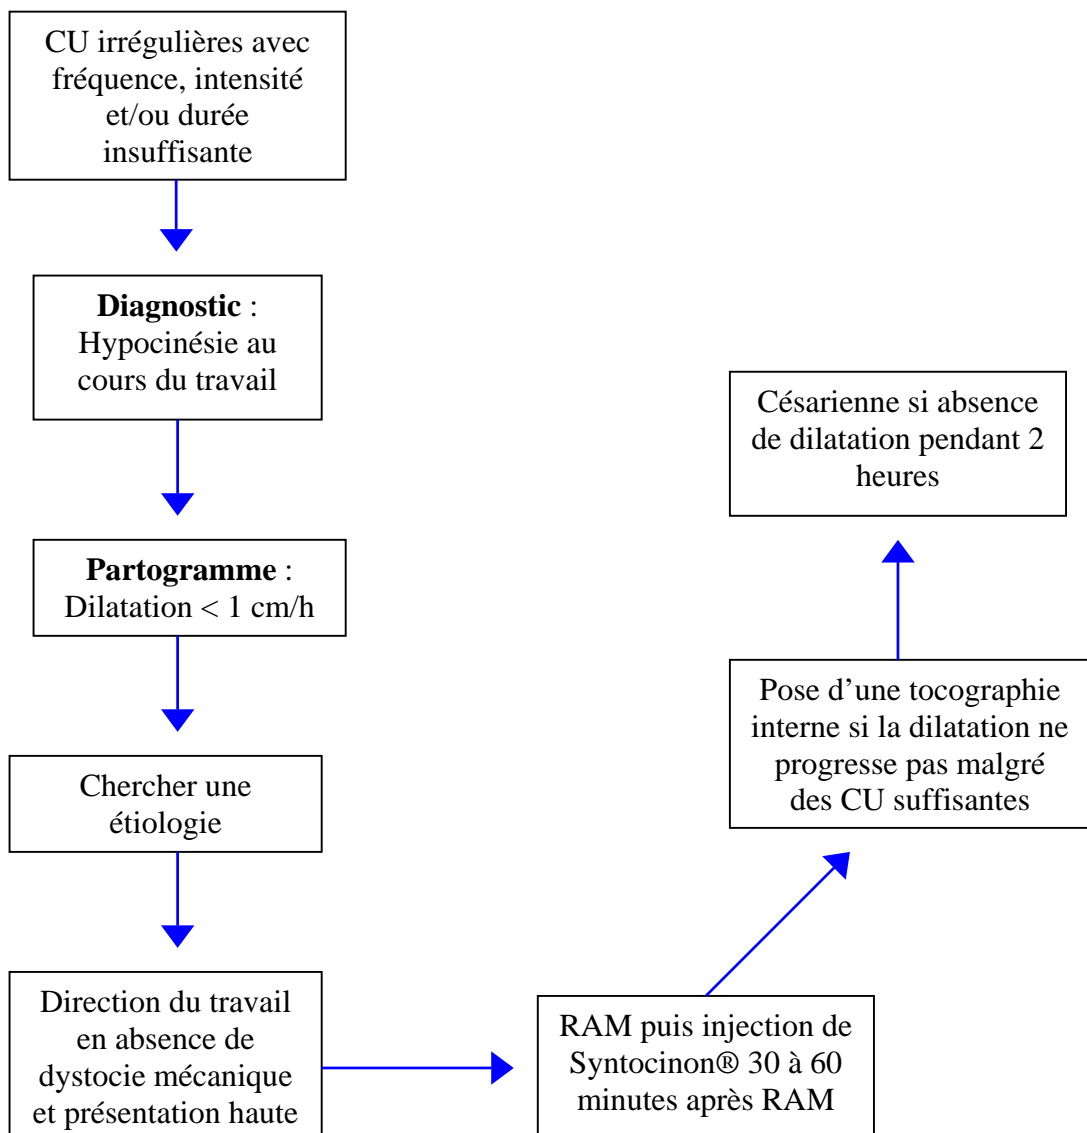 CU irrégulières avec
fréquence, intensité
et/ou durée
insuffisante
Diagnostic :
Hypocinésie au
cours du travail
Partogramme :
Dilatation < 1 cm/h
Chercher une
étiologie
Direction du travail
en absence de
dystocie mécanique
et présentation haute
RAM puis injection de
Syntocinon® 30 à 60
minutes après RAM
Pose d’une tocographie
interne si la dilatation ne
progresse pas malgré
des CU suffisantes
Césarienne si absence
de dilatation pendant 2
heures